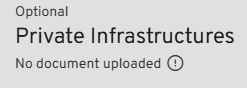 Optional
Private Infrastructures
No document uploaded